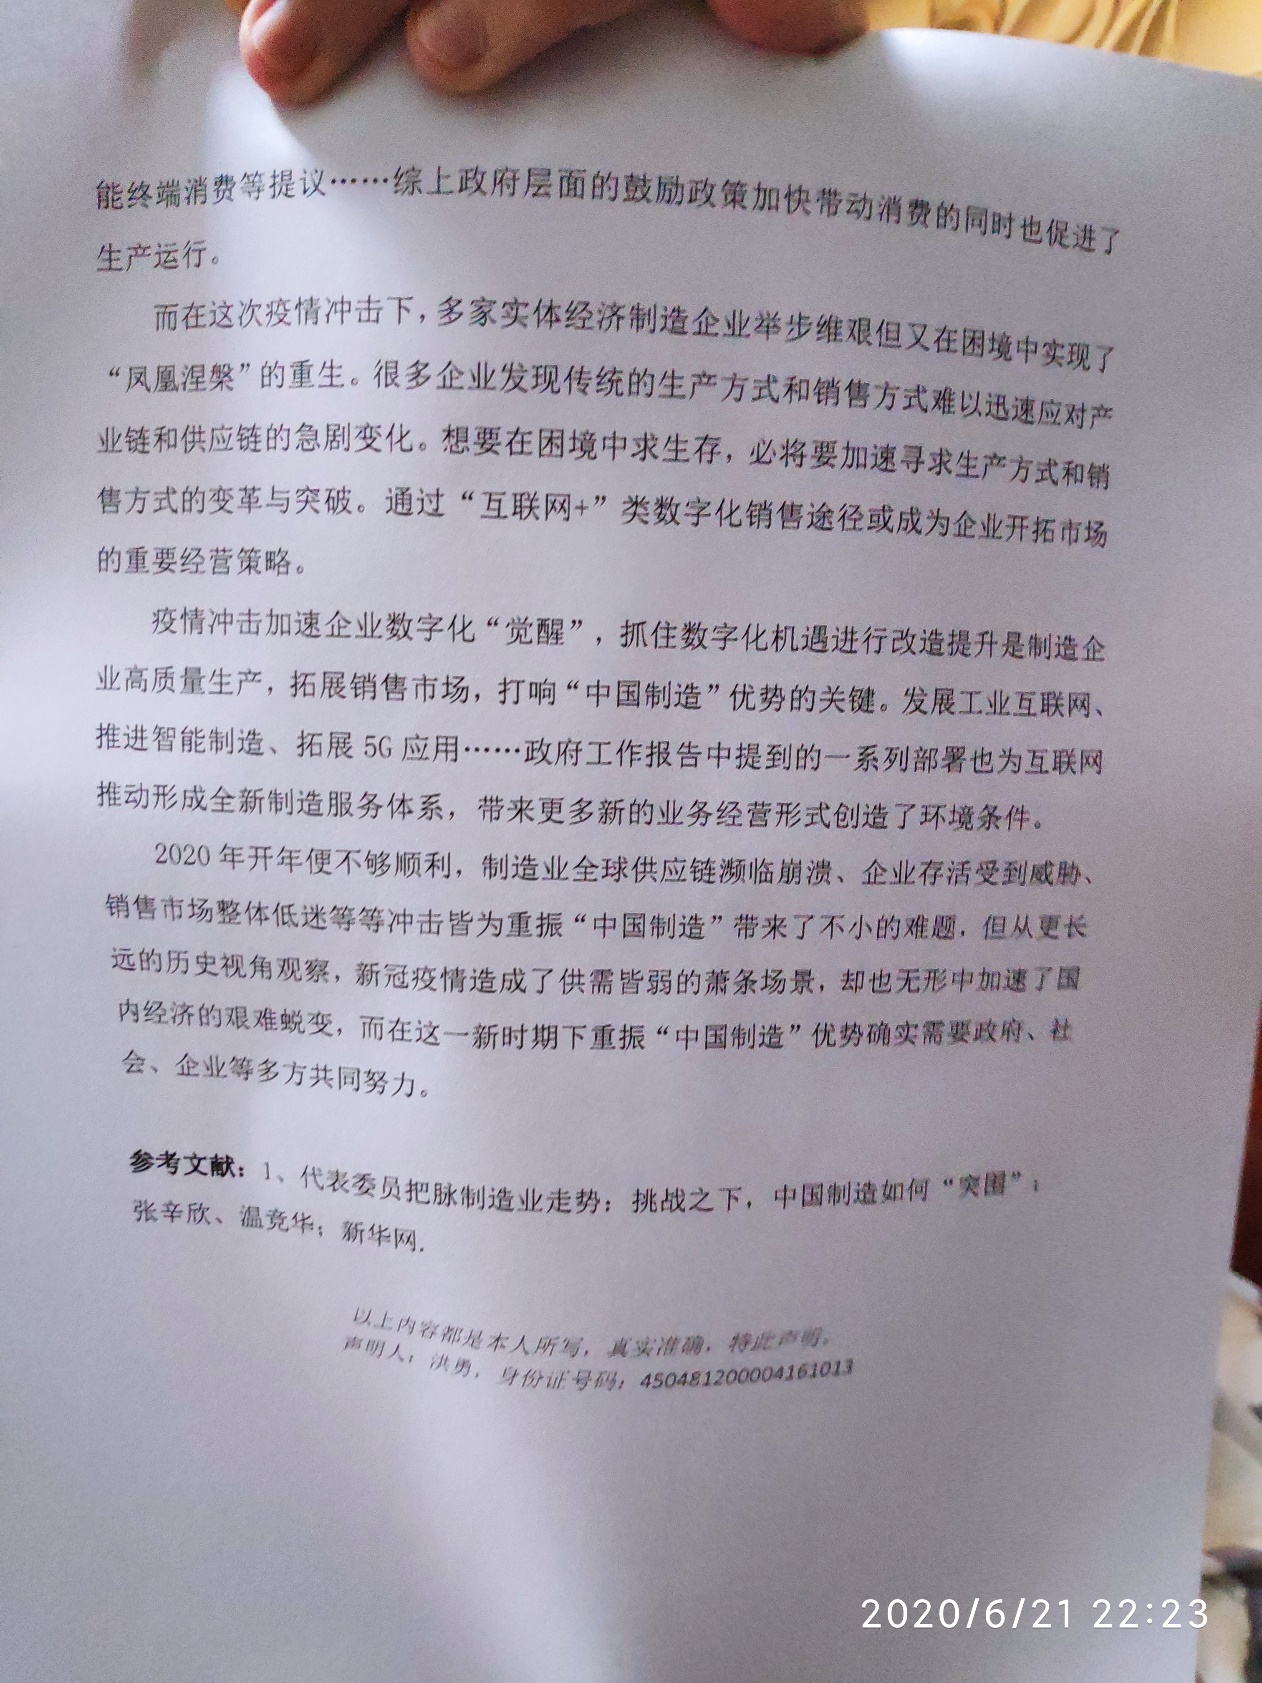 能终端消费等提议……综上政府层面的鼓励政策加快带动消费的同时也促进了
生产运行。
而在这次疫情冲击下，多家实体经济制造企业举步维艰但又在困境中实现了
“凤凰涅槃”的重生。很多企业发现传统的生产方式和销售方式难以迅速应对产
业链和供应链的急剧变化。想要在困境中求生存，必将要加速寻求生产方式和销
售方式的变革与突破。通过“互联网+”类数字化销售途径或成为企业开拓市场
的重要经营策略。
疫情冲击加速企业数字化“觉醒”，抓住数字化机遇进行改造提升是制造企
业高质量生产，拓展销售市场，打响“中国制造”优势的关键。发展工业互联网、
推进智能制造、拓展 5G 应用……政府工作报告中提到的一系列部署也为互联网
推动形成全新制造服务体系，带来更多新的业务经营形式创造了环境条件。
2020 年开年便不够顺利，制造业全球供应链濒临崩溃、企业存活受到威胁、
销售市场整体低迷等等冲击皆为重振“中国制造”带来了不小的难题，但从更长
远的历史视角观察，新冠疫情造成了供需皆弱的萧条场景，却也无形中加速了国
内经济的艰难蜕变，而在这一新时期下重振“中国制造”优势确实需要政府、社
会、企业等多方共同努力。
参考文献：1、代表委员把脉制造业走势：挑战之下，中国制造如何“突围”；
张辛欣、温竞华；新华网.
以上内容都是本人所写，真实准确，特此声明。
声明人：洪勇，身份证号码：450481200004161013
2020/6/21 22:23